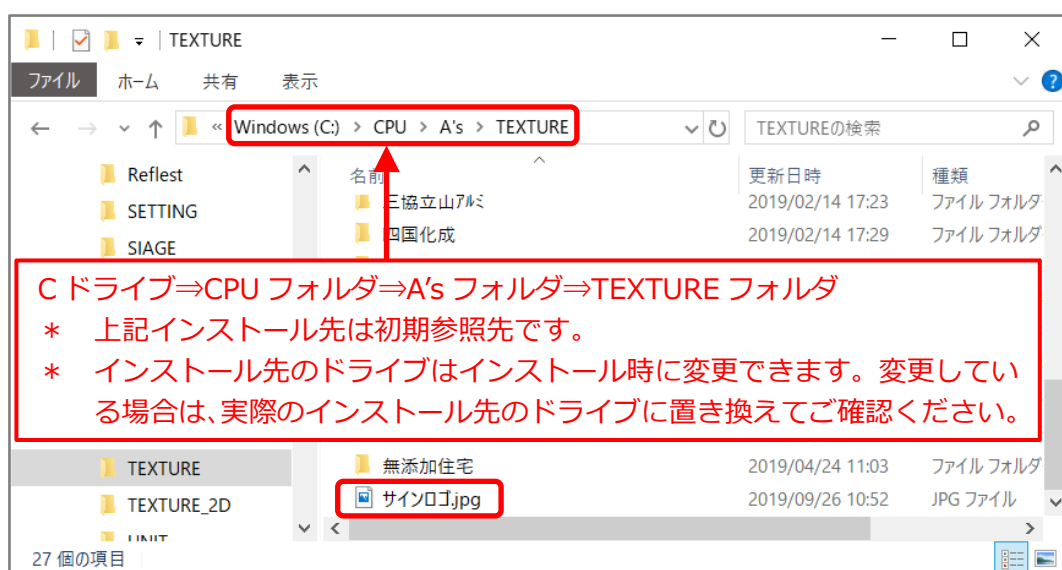 TEXTURE
ファイル ホーム 共有 表示
« Windows (C:) > CPU > A's > TEXTURE
TEXTUREの検索
名前 更新日時 種類
Reflest
SETTING
SIAGE
三協立山アルミ 2019/02/14 17:23 ファイル フォルダ
四国化成 2019/02/14 17:29 ファイル フォルダ
C ドライブ⇒CPU フォルダ⇒A’s フォルダ⇒TEXTURE フォルダ
* 上記インストール先は初期参照先です。
* インストール先のドライブはインストール時に変更できます。変更してい
る場合は、実際のインストール先のドライブに置き換えてご確認ください。
TEXTURE
TEXTURE_2D
UNIT
無添加住宅 2019/04/24 11:03 ファイル フォルダ
サインロゴ.jpg 2019/09/26 10:52 JPG ファイル
27 個の項目